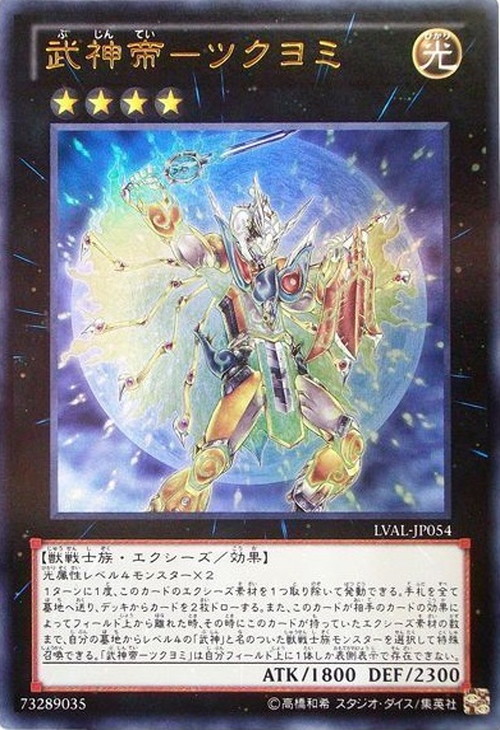 武神帝－ツクヨミ
光
LVAL-JP054
【獣戦士族・エクシーズ／効果】
光属性レベル４モンスター×２
１ターンに１度、このカードのエクシーズ素材を１つ取り除いて発動できる。手札を全て
墓地へ送り、デッキからカードを２枚ドローする。また、このカードが相手のカードの効果に
よってフィールド上から離れた時、その時にこのカードが持っていたエクシーズ素材の数
まで、自分の墓地からレベル４の「武神」と名のついた獣戦士族モンスターを選択して特殊
召喚できる。「武神帝－ツクヨミ」は自分フィールド上に１体しか表側表示で存在できない。
ATK/1800 DEF/2300
73289035
©高橋和希 スタジオ・ダイス/集英社